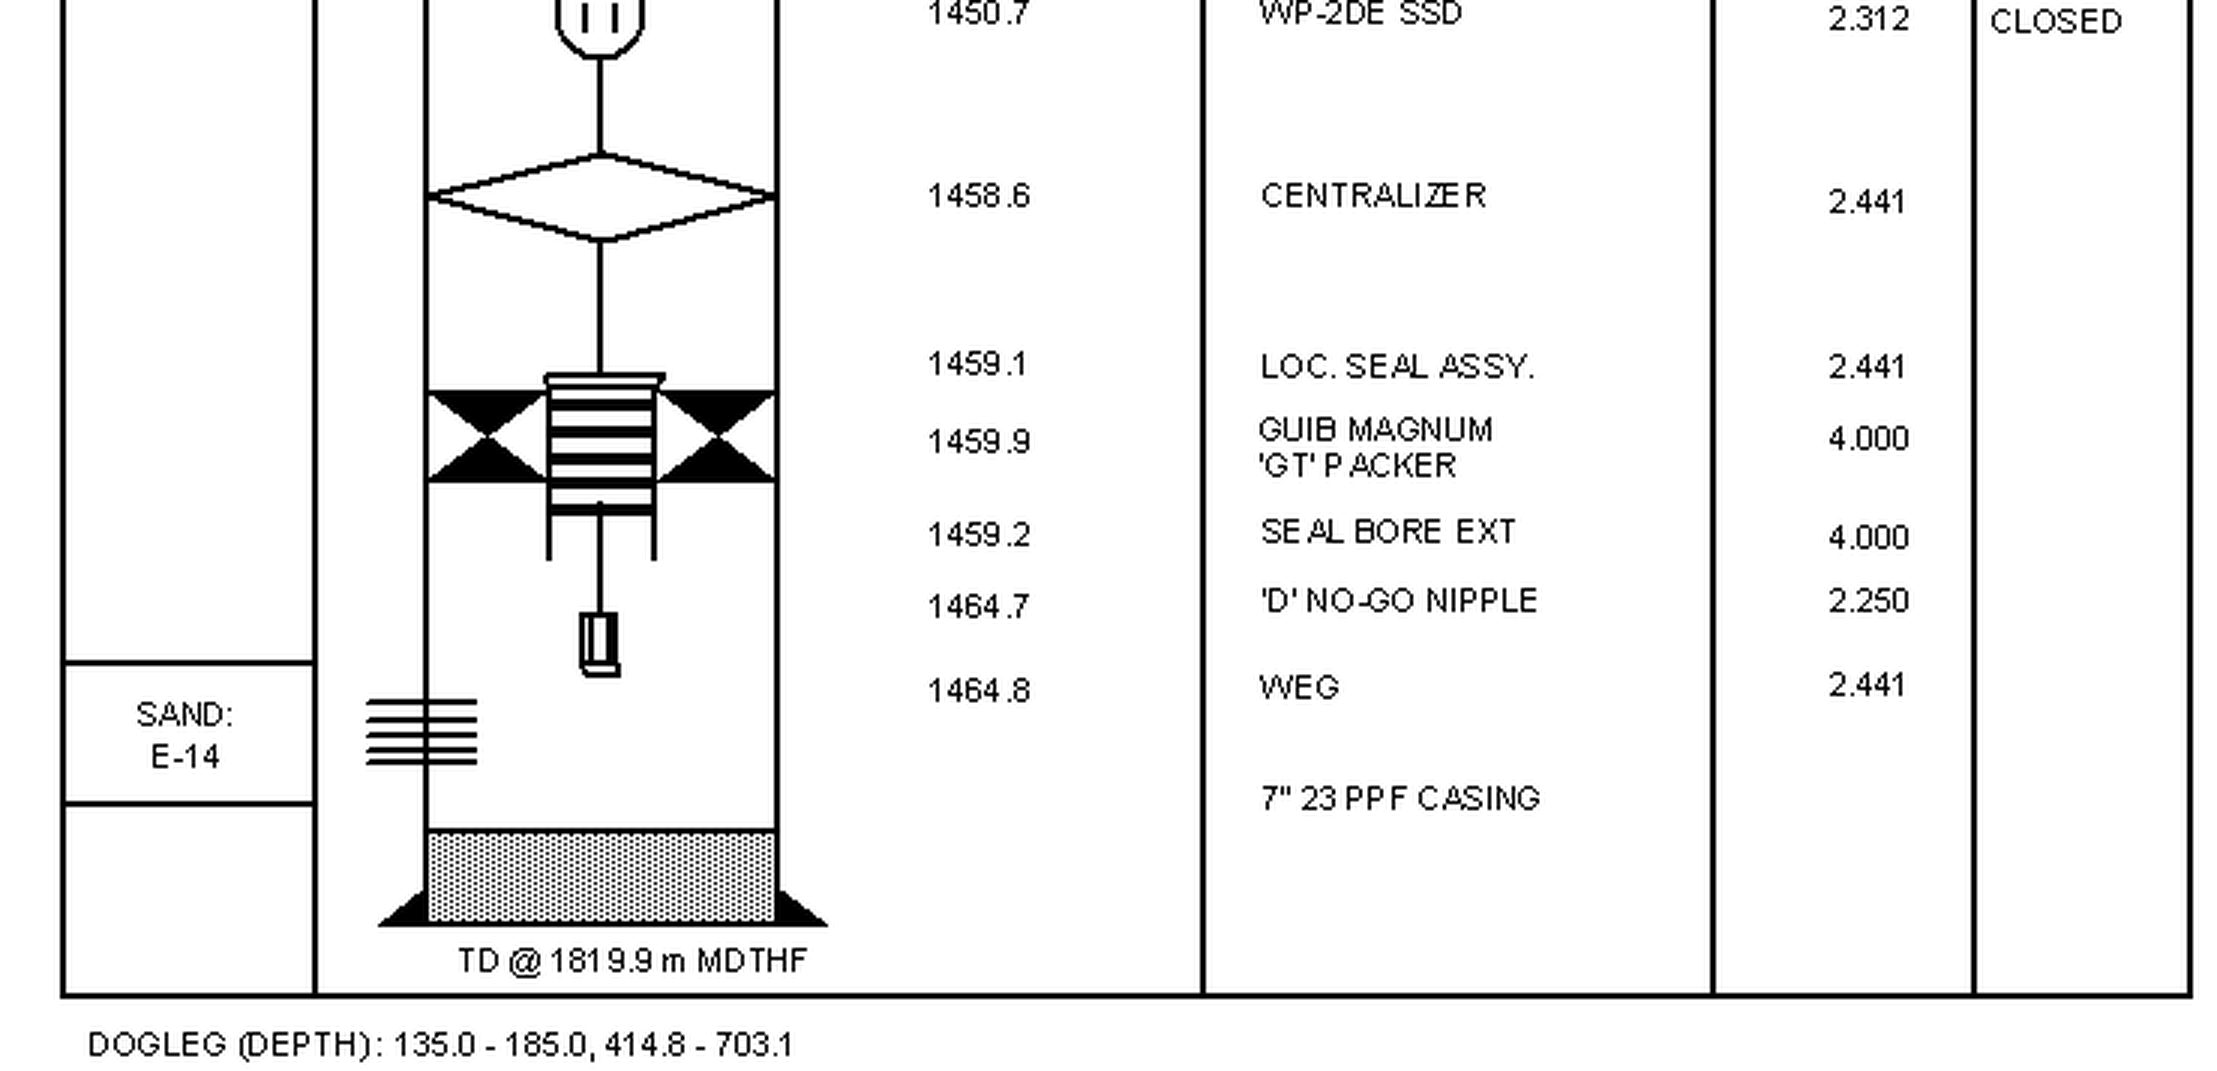 1450.7 WP-2DE SSD 2.312 CLOSED
1458.6 CENTRALIZER 2.441
1459.1 LOC. SEAL ASSY. 2.441
1459.9 GUIB MAGNUM 4.000
'GT' PACKER
1459.2 SEAL BORE EXT 4.000
1464.7 'D' NO-GO NIPPLE 2.250
1464.8 WEG 2.441
SAND:
E-14
7" 23 PPF CASING
TD @ 1819.9 m MDTHF
DOGLEG (DEPTH): 135.0 - 185.0, 414.8 - 703.1